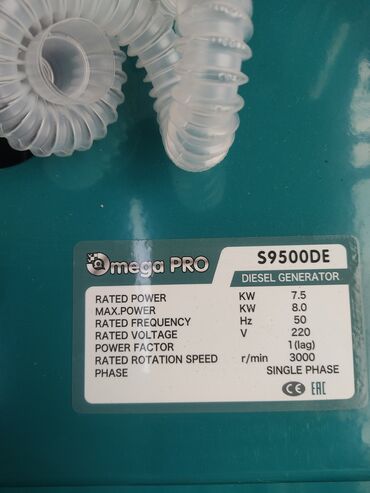 Omega PRO S9500DE
DIESEL GENERATOR
RATED POWER KW 7.5
MAX.POWER KW 8.0
RATED FREQUENCY Hz 50
RATED VOLTAGE V 220
POWER FACTOR 1(lag)
RATED ROTATION SPEED r/min 3000
PHASE SINGLE PHASE
CE EAC